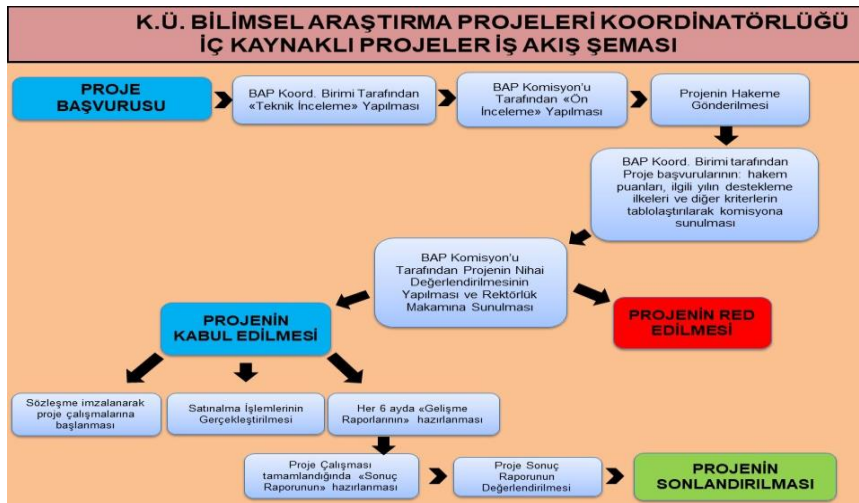 K.Ü. BİLİMSEL ARAŞTIRMA PROJELERİ KOORDİNATÖRLÜĞÜ
İÇ KAYNAKLI PROJELER İŞ AKIŞ ŞEMASI
PROJE
BAŞVURUSU
BAP Koord. Birimi Tarafından
«Teknik İnceleme» Yapılması
BAP Komisyon’u
Tarafından «Ön
İnceleme» Yapılması
Projenin Hakeme
Gönderilmesi
BAP Koord. Birimi tarafından
Proje başvurularının: hakem
puanları, ilgili yılın destekleme
ilkeleri ve diğer kriterlerin
tablolaştırılarak komisyona
sunulması
BAP Komisyon’u
Tarafından Projenin Nihai
Değerlendirilmesinin
Yapılması ve Rektörlük
Makamına Sunulması
PROJENİN RED
EDİLMESİ
PROJENİN
KABUL EDİLMESİ
Sözleşme imzalanarak
proje çalışmalarına
başlanması
Satınalma İşlemlerinin
Gerçekleştirilmesi
Her 6 ayda «Gelişme
Raporlarının» hazırlanması
Proje Çalışması
tamamlandığında «Sonuç
Raporunun» hazırlanması
Proje Sonuç
Raporunun
Değerlendirilmesi
PROJENİN
SONLANDIRILMASI